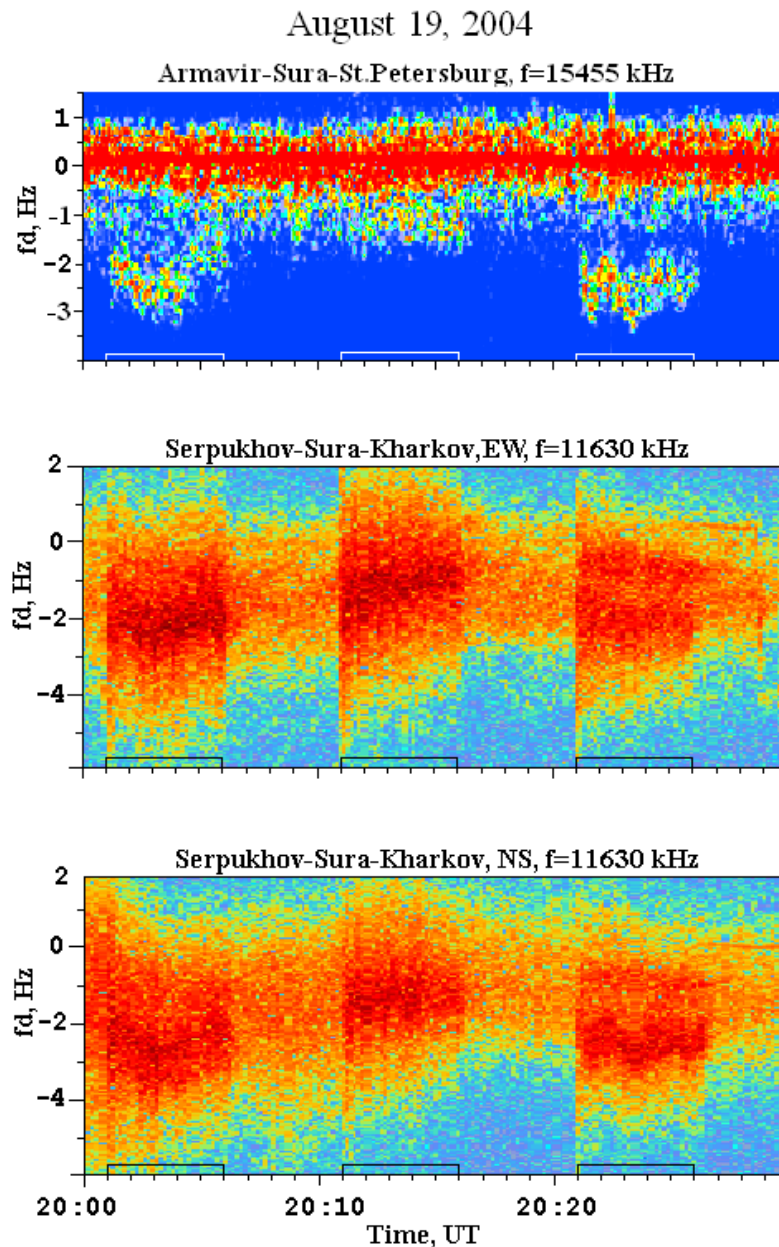 August 19, 2004
Armavir-Sura-St.Petersburg, f=15455 kHz
1
0
-1
-2
-3
fd, Hz
Serpukhov-Sura-Kharkov,EW, f=11630 kHz
2
0
-2
-4
fd, Hz
Serpukhov-Sura-Kharkov, NS, f=11630 kHz
2
0
-2
-4
fd, Hz
20:00 20:10 20:20
Time, UT